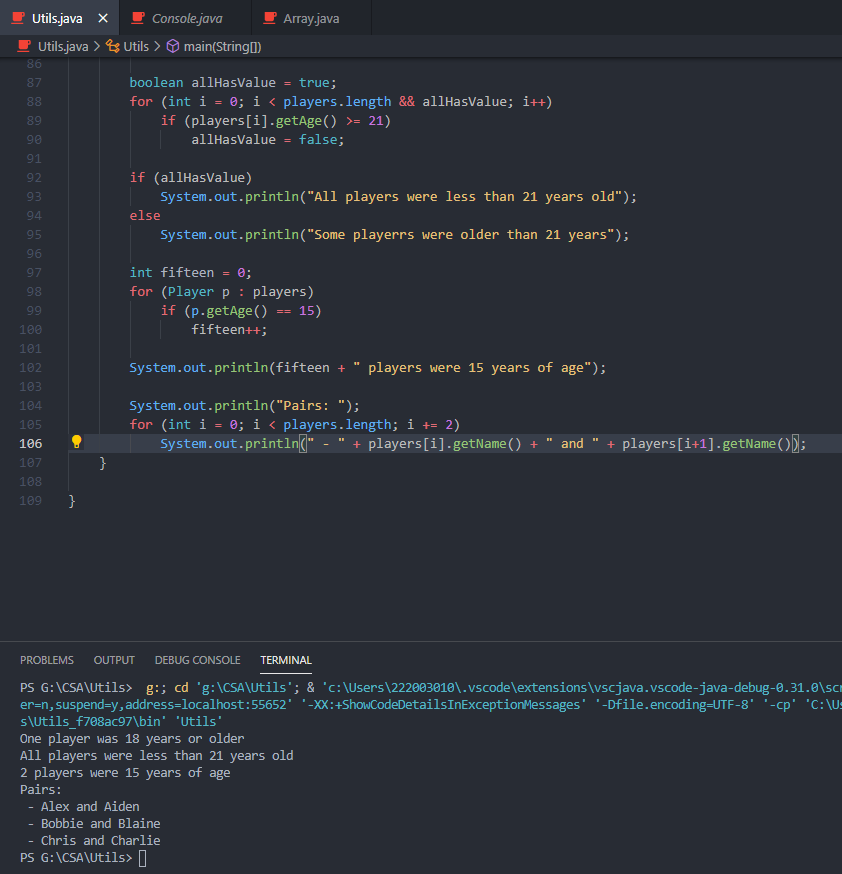 Utils.java ×
Console.java
Array.java
Utils.java > Utils > main(String[])
86
87 boolean allHasValue = true;
88 for (int i = 0; i < players.length && allHasValue; i++)
89 if (players[i].getAge() >= 21)
90 allHasValue = false;
91
92 if (allHasValue)
93 System.out.println("All players were less than 21 years old");
94 else
95 System.out.println("Some playerrs were older than 21 years");
96
97 int fifteen = 0;
98 for (Player p : players)
99 if (p.getAge() == 15)
100 fifteen++;
101
102 System.out.println(fifteen + " players were 15 years of age");
103
104 System.out.println("Pairs: ");
105 for (int i = 0; i < players.length; i += 2)
106 System.out.println(" - " + players[i].getName() + " and " + players[i+1].getName());
107 }
108
109 }
PROBLEMS OUTPUT DEBUG CONSOLE TERMINAL
PS G:\CSA\Utils> g:; cd 'g:\CSA\Utils'; & 'c:\Users\222003010\.vscode\extensions\vscjava.vscode-java-debug-0.31.0\scr
er=n,suspend=y,address=localhost:55652' '-XX:+ShowCodeDetailsInExceptionMessages' '-Dfile.encoding=UTF-8' '-cp' 'C:\Us
s\Utils_f708ac97\bin' 'Utils'
One player was 18 years or older
All players were less than 21 years old
2 players were 15 years of age
Pairs:
- Alex and Aiden
- Bobbie and Blaine
- Chris and Charlie
PS G:\CSA\Utils>